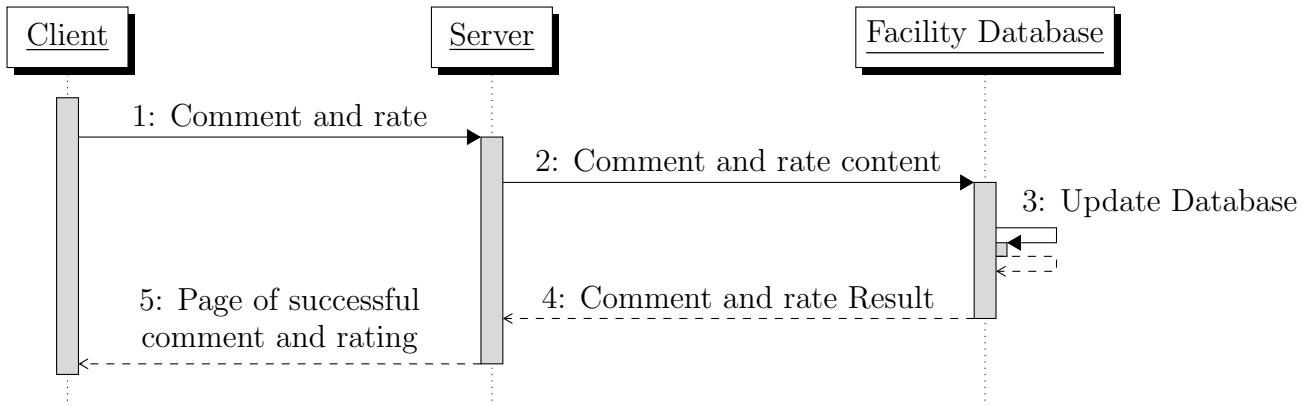 Client
Server
Facility Database
1: Comment and rate
2: Comment and rate content
3: Update Database
4: Comment and rate Result
5: Page of successful
comment and rating